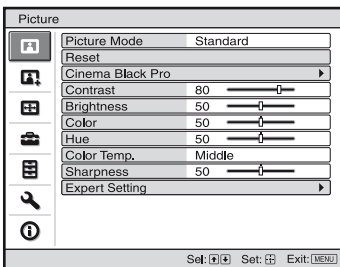 Picture
Picture Mode Standard
Reset
Cinema Black Pro
Contrast 80
Brightness 50
Color 50
Hue 50
Color Temp. Middle
Sharpness 50
Expert Setting
Sel: Set: Exit: MENU